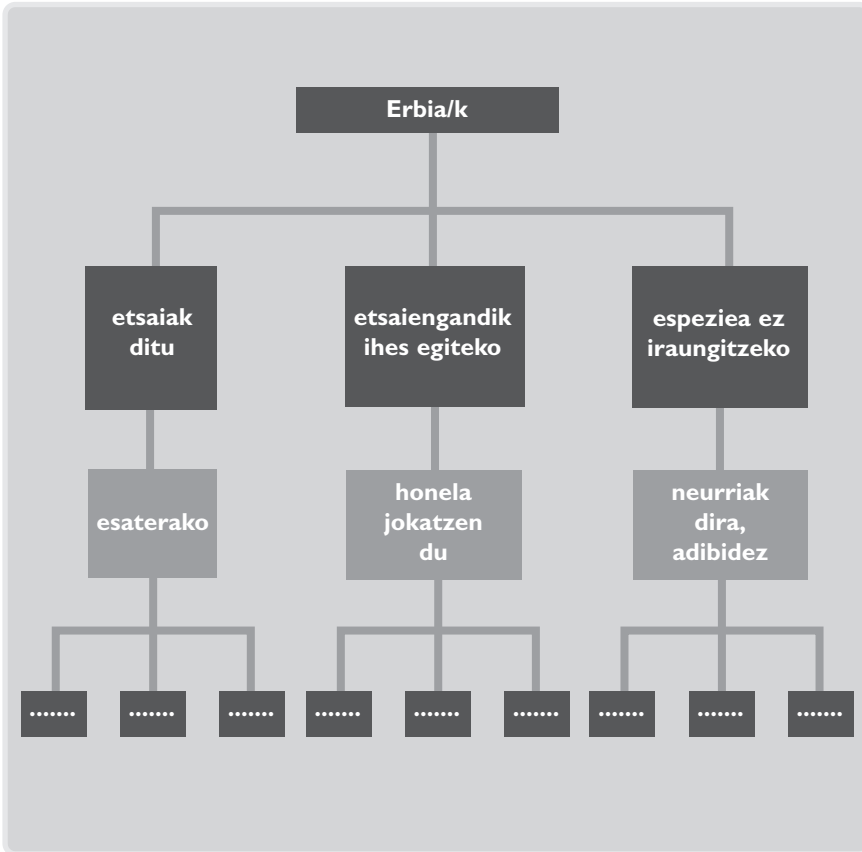 Erbia/k
etsaiak
ditu
etsaiengandik
ihes egiteko
espeziea ez
iraungitzeko
esaterako
honela
jokatzen
du
neurriak
dira,
adibidez
....... ....... ....... ....... ....... ....... ....... ....... .......